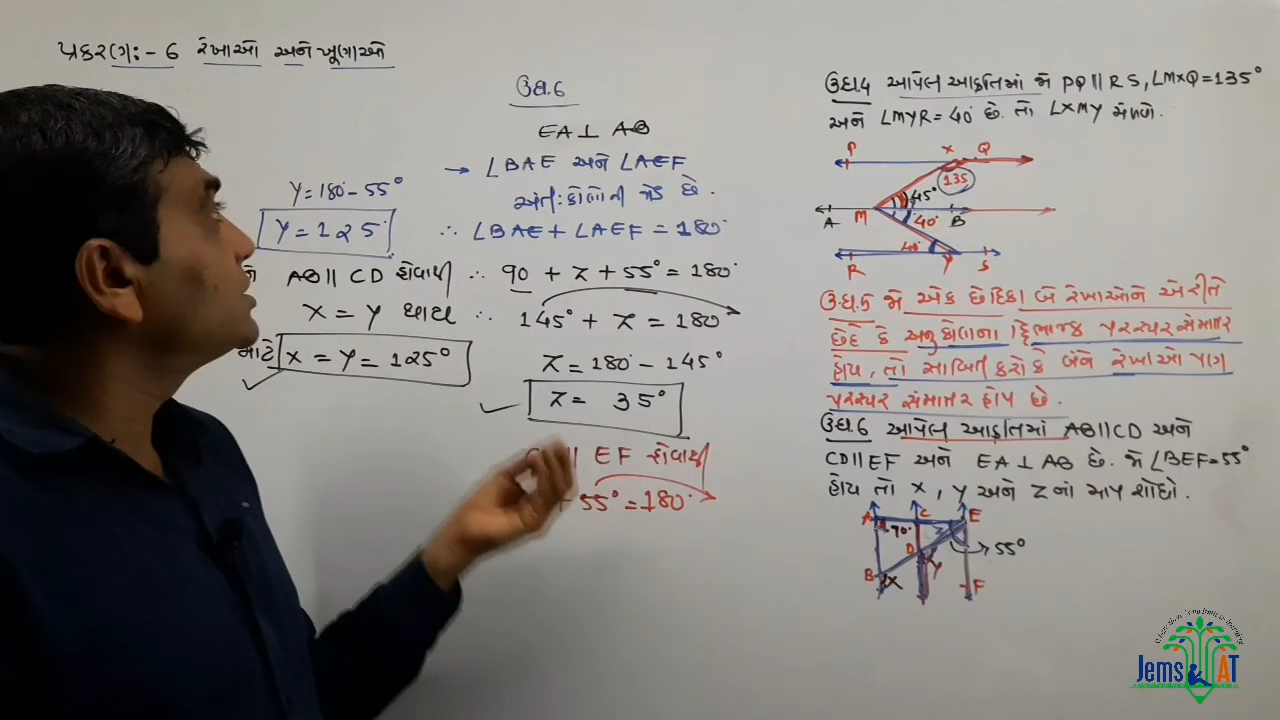 પ્રકરણ:- 6 રેખાઓ અને ખૂણાઓ
ઉદા.6
EA⊥ AB
→ ∠BAE અને ∠AEF
અંત:કોણોની જોડ છે.
∴ ∠BAE + ∠AEF = 180°
∴ 90 + z + 55° = 180°
∴ 145° + z = 180°
z = 180° - 145°
z = 35°
EF હોવાથી
+ 55° = 180°
y = 180° - 55°
y = 125°
AB || CD હોવાથી
x = y થાય
માટે x = y = 125°
ઉદા.4 આપેલ આકૃતિમાં જો PQ || RS, ∠MXQ = 135°
અને ∠MYR = 40° છે. તો ∠XMY મેળવો.
P X Q
135
45°
A M 40° B
40°
R Y S
ઉદા.5 જો એક છેદિકા બે રેખાઓને એ રીતે
છેદે કે અનુકોણોના દ્વિભાજક પરસ્પર સમાંતર
હોય, તો સાબિત કરો કે બંને રેખાઓ પણ
પરસ્પર સમાંતર હોય છે.
ઉદા.6 આપેલ આકૃતિમાં AB || CD અને
CD || EF અને EA ⊥ AB છે. જો ∠BEF = 55°
હોય તો x, y અને z નાં માપ શોધો.
A C E
90° z
D 55°
B x y F
Jems AT